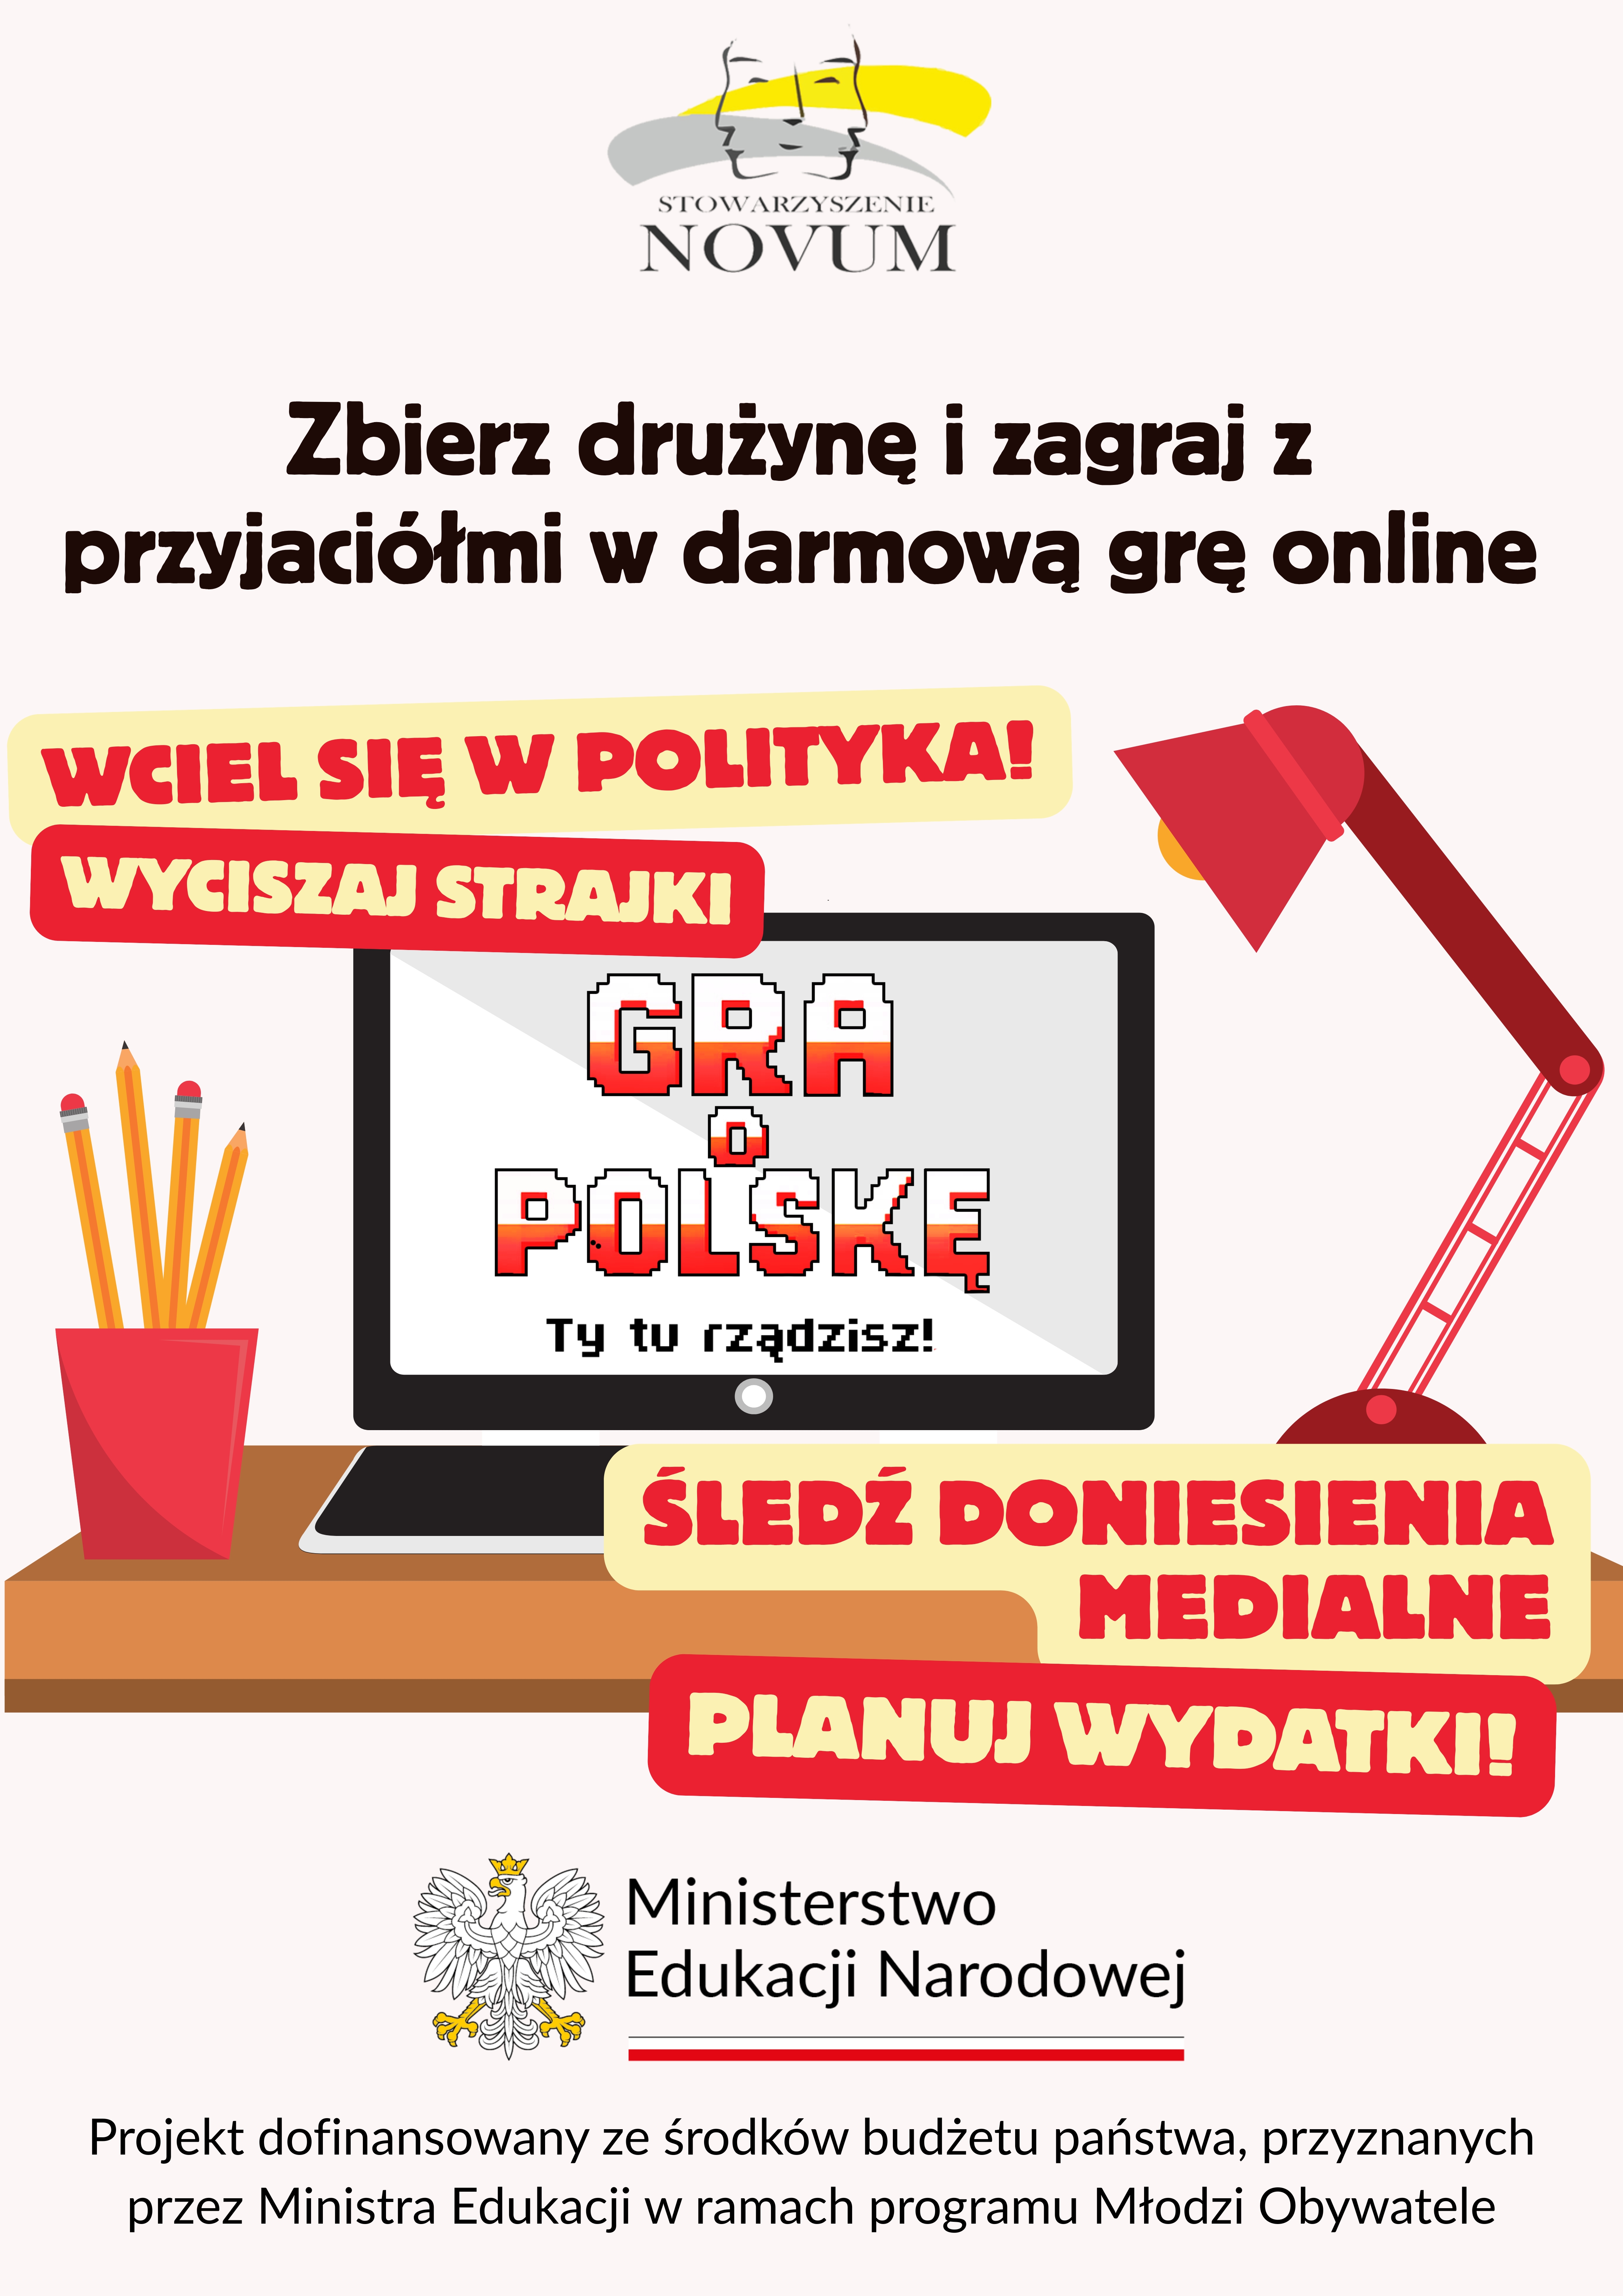 STOWARZYSZENIE
NOVUM
Zbierz drużynę i zagraj z
przyjaciółmi w darmową grę online
WCIEL SIĘ W POLITYKA!
WYCISZAJ STRAJKI
GRA
O
POLSKĘ
Ty tu rządzisz!
ŚLEDŹ DONIESIENIA
MEDIALNE
PLANUJ WYDATKI!
Ministerstwo
Edukacji Narodowej
Projekt dofinansowany ze środków budżetu państwa, przyznanych
przez Ministra Edukacji w ramach programu Młodzi Obywatele